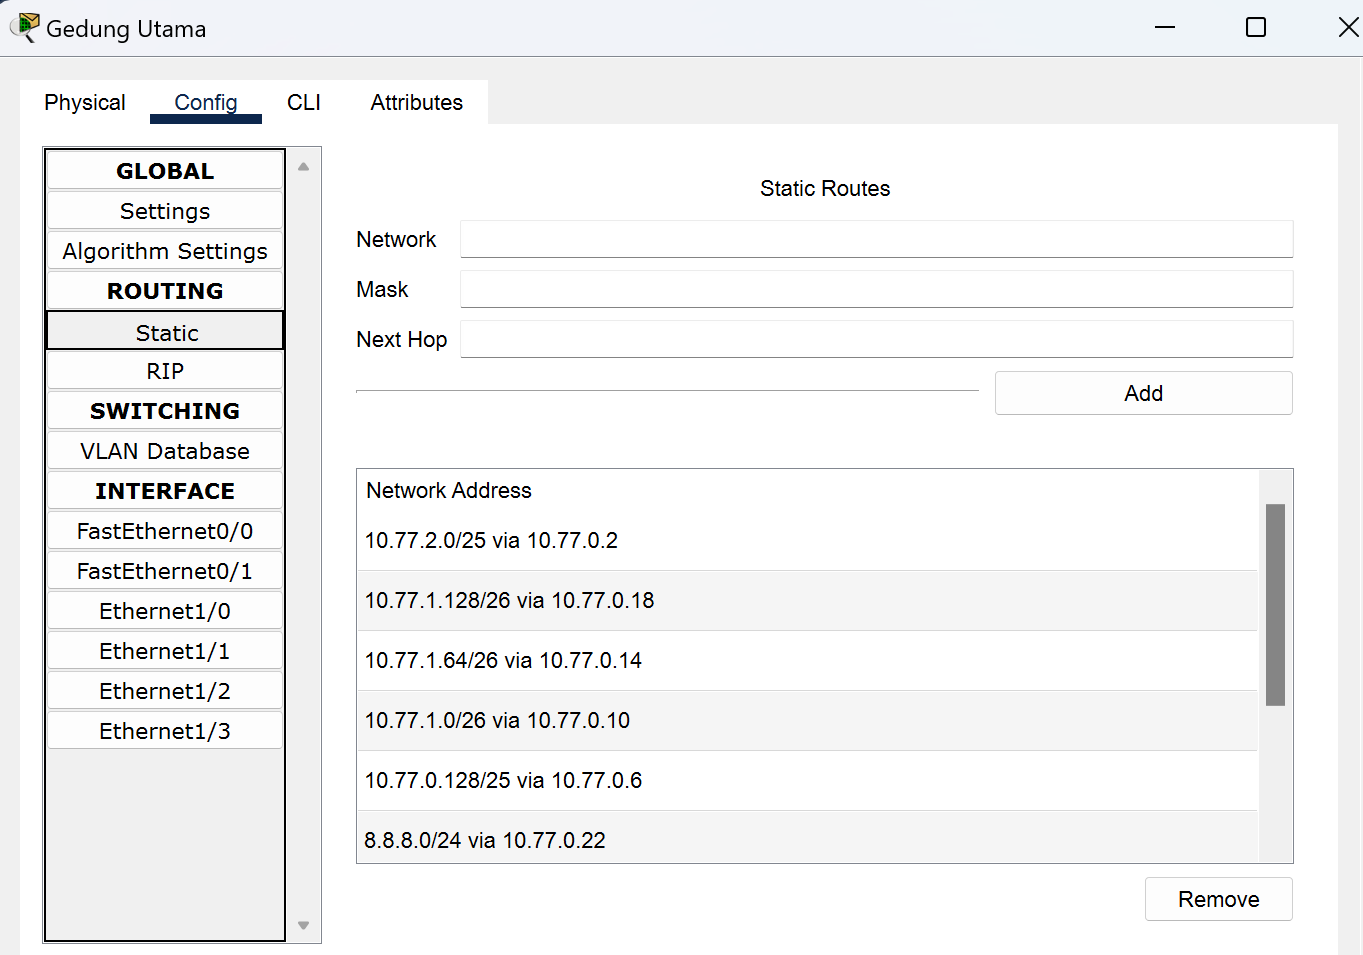 Gedung Utama
Physical Config CLI Attributes
GLOBAL
Settings
Algorithm Settings
ROUTING
Static
RIP
SWITCHING
VLAN Database
INTERFACE
FastEthernet0/0
FastEthernet0/1
Ethernet1/0
Ethernet1/1
Ethernet1/2
Ethernet1/3
Static Routes
Network
Mask
Next Hop
Add
Network Address
10.77.2.0/25 via 10.77.0.2
10.77.1.128/26 via 10.77.0.18
10.77.1.64/26 via 10.77.0.14
10.77.1.0/26 via 10.77.0.10
10.77.0.128/25 via 10.77.0.6
8.8.8.0/24 via 10.77.0.22
Remove